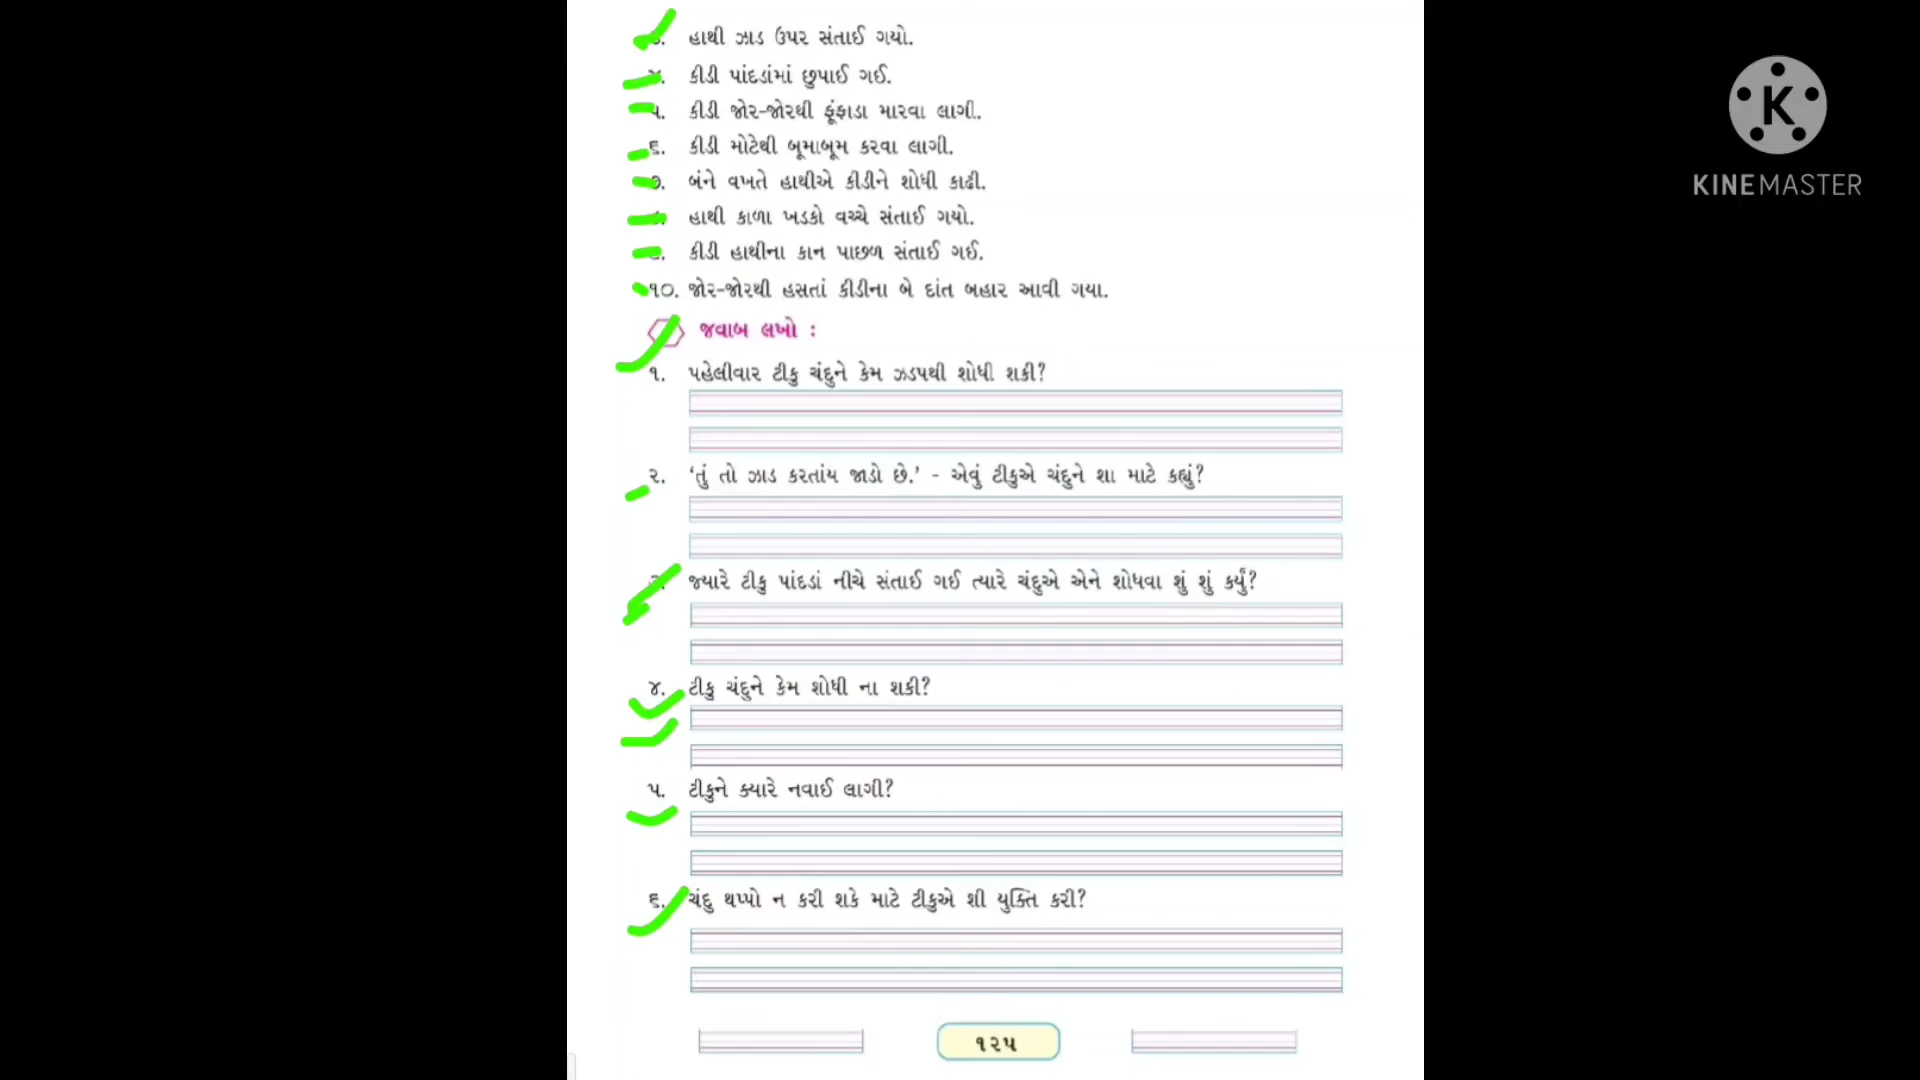 હાથી ઝાડ ઉપર સંતાઈ ગયો.
કીડી પાંદડાંમાં છુપાઈ ગઈ.
૫. કીડી જોર-જોરથી ફૂંફાડા મારવા લાગી.
૬. કીડી મોટેથી બૂમાબૂમ કરવા લાગી.
૭. બંને વખતે હાથીએ કીડીને શોધી કાઢી.
હાથી કાળા ખડકો વચ્ચે સંતાઈ ગયો.
કીડી હાથીના કાન પાછળ સંતાઈ ગઈ.
૧૦. જોર-જોરથી હસતાં કીડીના બે દાંત બહાર આવી ગયા.
જવાબ લખો :
૧. પહેલીવાર ટીકુ ચંદુને કેમ ઝડપથી શોધી શકી?
૨. ‘તું તો ઝાડ કરતાંય જાડો છે.’ - એવું ટીકુએ ચંદુને શા માટે કહ્યું?
જ્યારે ટીકુ પાંદડાં નીચે સંતાઈ ગઈ ત્યારે ચંદુએ એને શોધવા શું શું કર્યું?
૪. ટીકુ ચંદુને કેમ શોધી ના શકી?
૫. ટીકુને ક્યારે નવાઈ લાગી?
૬. ચંદુ થપ્પો ન કરી શકે માટે ટીકુએ શી યુક્તિ કરી?
૧૨૫
K
KINEMASTER